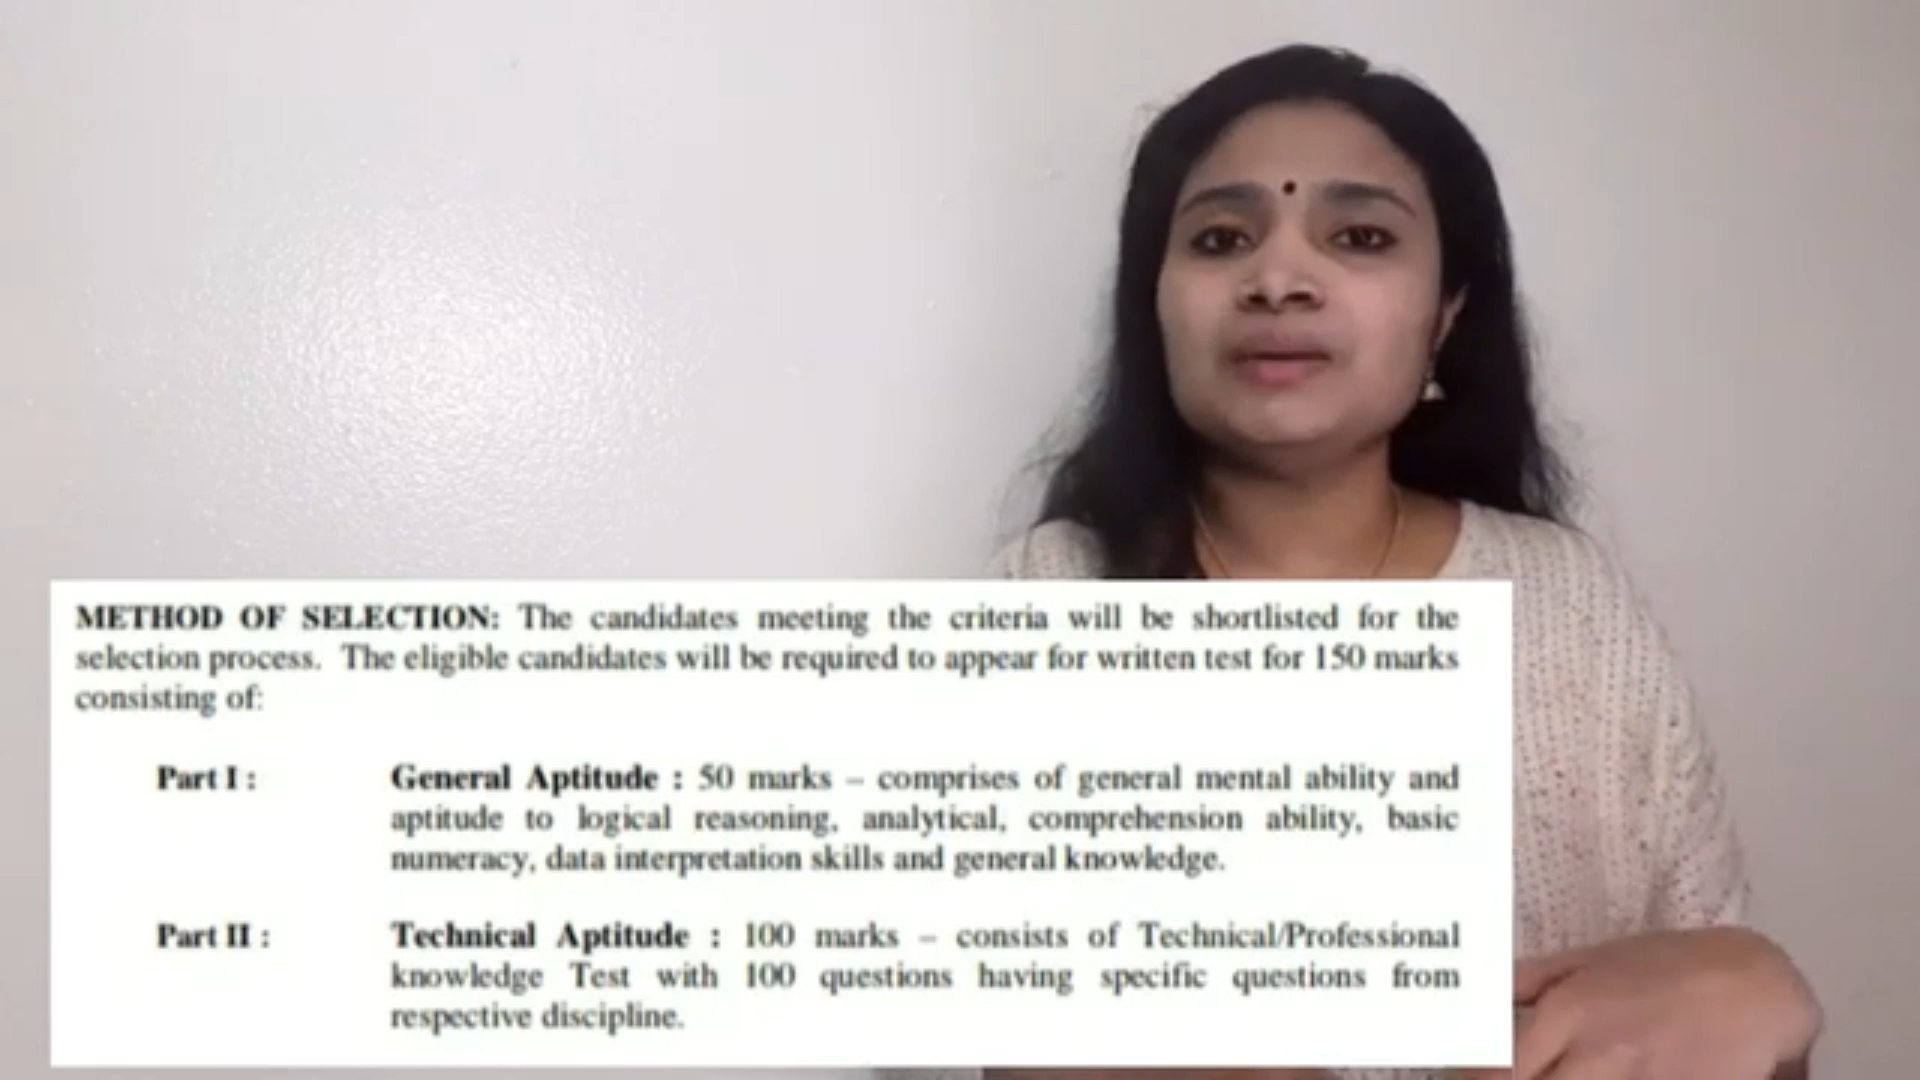 METHOD OF SELECTION: The candidates meeting the criteria will be shortlisted for the
selection process. The eligible candidates will be required to appear for written test for 150 marks
consisting of:
Part I : General Aptitude : 50 marks – comprises of general mental ability and
aptitude to logical reasoning, analytical, comprehension ability, basic
numeracy, data interpretation skills and general knowledge.
Part II : Technical Aptitude : 100 marks – consists of Technical/Professional
knowledge Test with 100 questions having specific questions from
respective discipline.